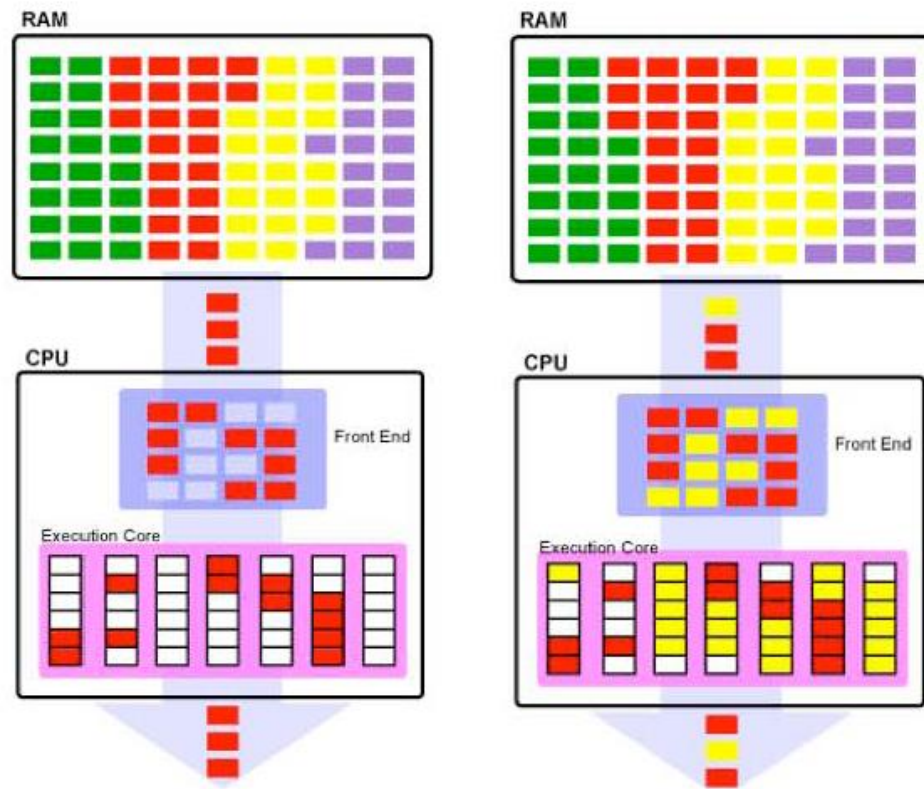 RAM
RAM
CPU
CPU
Front End
Front End
Execution Core
Execution Core